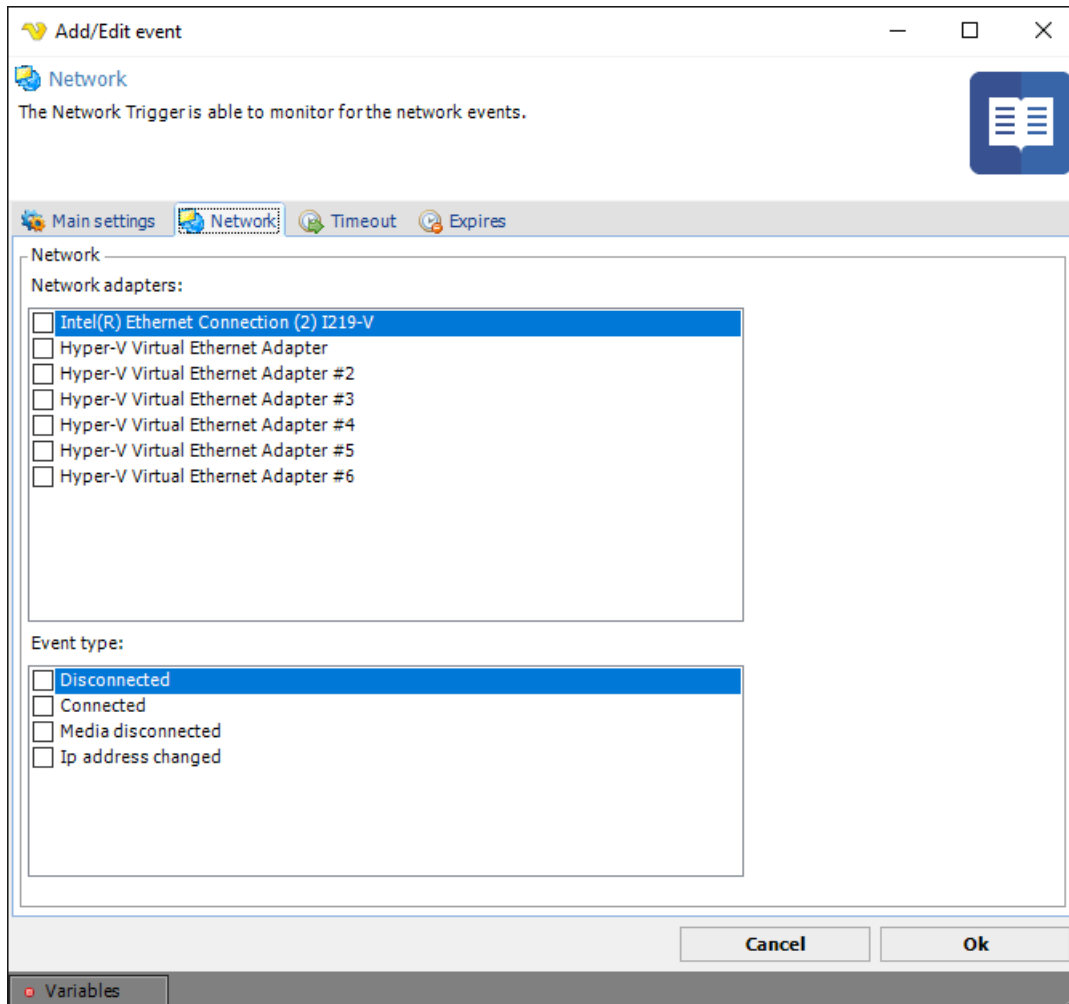 Add/Edit event
Network
The Network Trigger is able to monitor for the network events.
Main settings Network Timeout Expires
Network
Network adapters:
Intel(R) Ethernet Connection (2) I219-V
Hyper-V Virtual Ethernet Adapter
Hyper-V Virtual Ethernet Adapter #2
Hyper-V Virtual Ethernet Adapter #3
Hyper-V Virtual Ethernet Adapter #4
Hyper-V Virtual Ethernet Adapter #5
Hyper-V Virtual Ethernet Adapter #6
Event type:
Disconnected
Connected
Media disconnected
Ip address changed
Cancel Ok
Variables